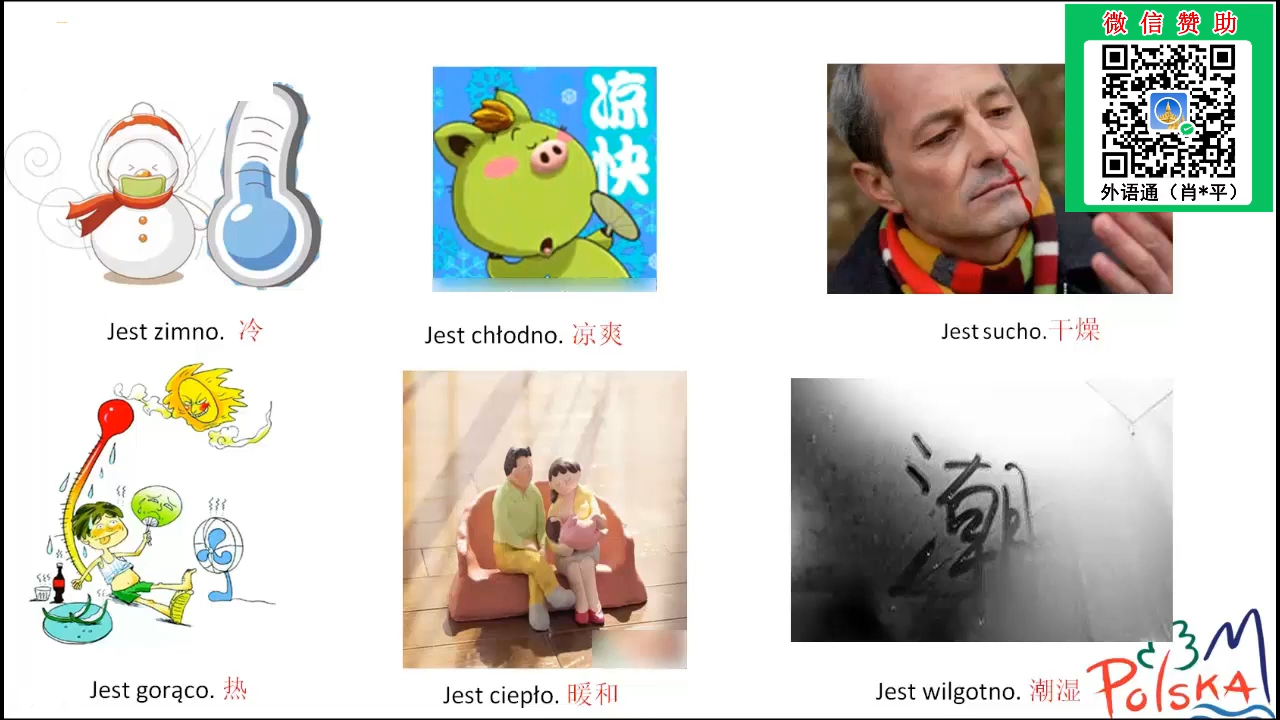 微信赞助
外语通（肖*平）
凉快
Jest zimno. 冷
Jest chłodno. 凉爽
Jest sucho.干燥
潮
Jest gorąco. 热
Jest ciepło. 暖和
Jest wilgotno. 潮湿
POLSKA